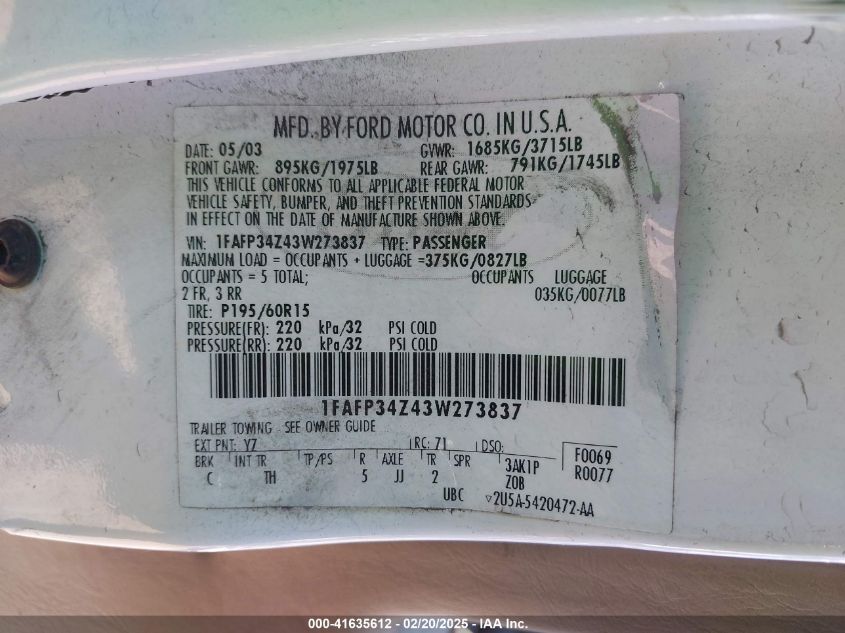 MFD. BY FORD MOTOR CO. IN U.S.A.
DATE: 05/03 GVWR: 1685KG/3715LB
FRONT GAWR: 895KG/1975LB REAR GAWR: 791KG/1745LB
THIS VEHICLE CONFORMS TO ALL APPLICABLE FEDERAL MOTOR
VEHICLE SAFETY, BUMPER, AND THEFT PREVENTION STANDARDS
IN EFFECT ON THE DATE OF MANUFACTURE SHOWN ABOVE.
VIN: 1FAFP34Z43W273837 TYPE: PASSENGER
MAXIMUM LOAD = OCCUPANTS + LUGGAGE =375KG/0827LB
OCCUPANTS = 5 TOTAL; OCCUPANTS LUGGAGE
2 FR, 3 RR 035KG/0077LB
TIRE: P195/60R15
PRESSURE(FR): 220 kPa/32 PSI COLD
PRESSURE(RR): 220 kPa/32 PSI COLD
1FAFP34Z43W273837
TRAILER TOWING - SEE OWNER GUIDE
EXT PNT: Y7 RC: 71 DSO: F0069
BRK INT TR TP/PS R AXLE TR SPR 3AK1P R0077
C TH 5 JJ 2 Z0B
UBC ▽2U5A-5420472-AA
000-41635612 - 02/20/2025 - IAA Inc.